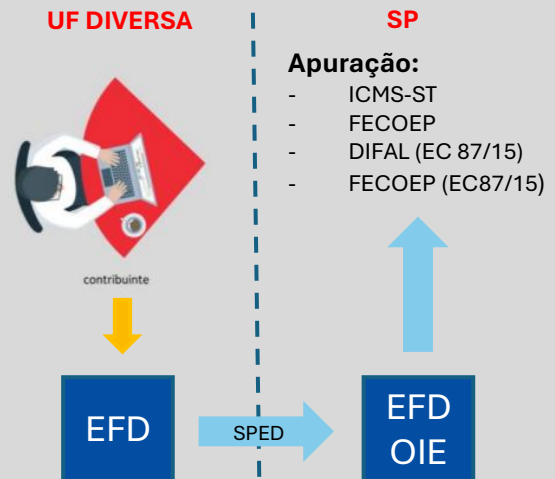 UF DIVERSA
SP
Apuração:
- ICMS-ST
- FECOEP
- DIFAL (EC 87/15)
- FECOEP (EC87/15)
contribuinte
EFD
SPED
EFD
OIE